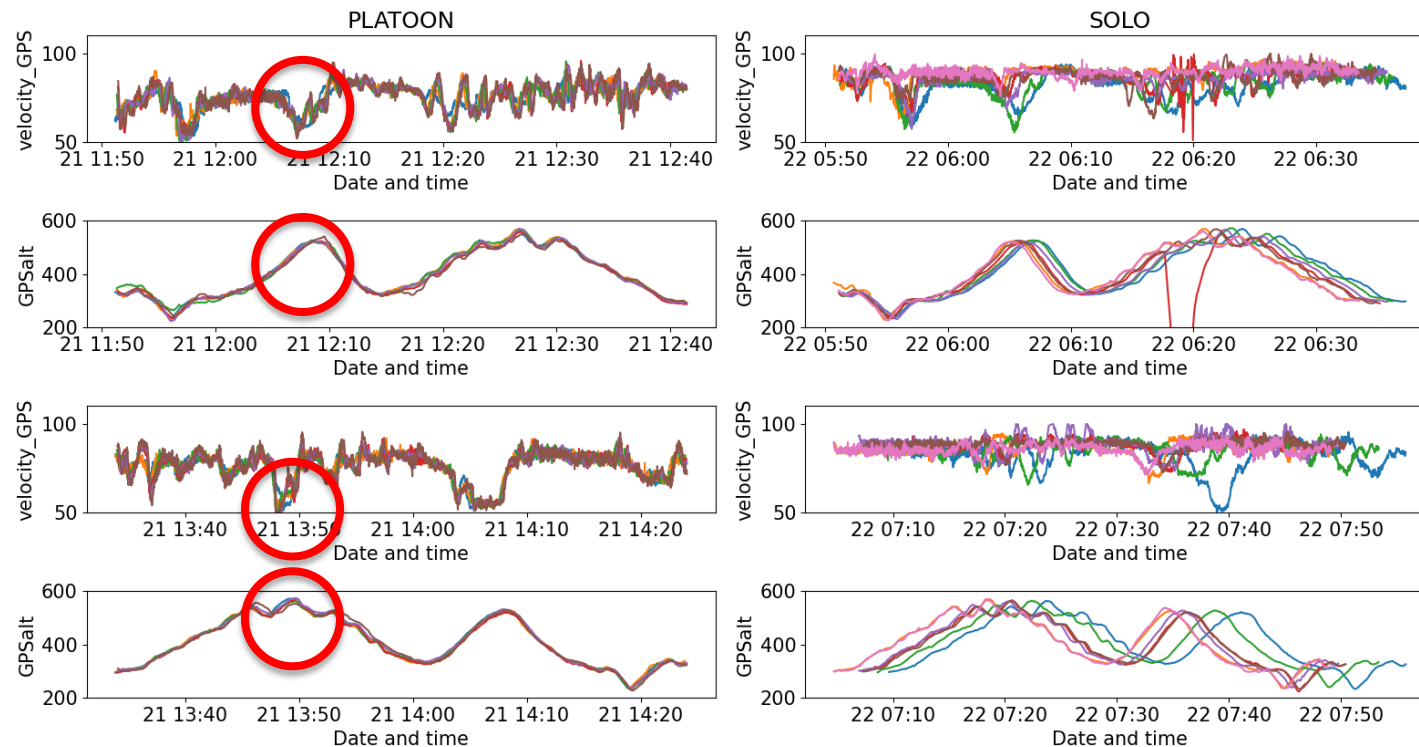 PLATOON
velocity_GPS
100
50
21 11:50 21 12:00 21 12:10 21 12:20 21 12:30 21 12:40
Date and time
GPSalt
600
400
200
21 11:50 21 12:00 21 12:10 21 12:20 21 12:30 21 12:40
Date and time
velocity_GPS
100
50
21 13:40 21 13:50 21 14:00 21 14:10 21 14:20
Date and time
GPSalt
600
400
200
21 13:40 21 13:50 21 14:00 21 14:10 21 14:20
Date and time
SOLO
velocity_GPS
100
50
22 05:50 22 06:00 22 06:10 22 06:20 22 06:30
Date and time
GPSalt
600
400
200
22 05:50 22 06:00 22 06:10 22 06:20 22 06:30
Date and time
velocity_GPS
100
50
22 07:10 22 07:20 22 07:30 22 07:40 22 07:50
Date and time
GPSalt
600
400
200
22 07:10 22 07:20 22 07:30 22 07:40 22 07:50
Date and time